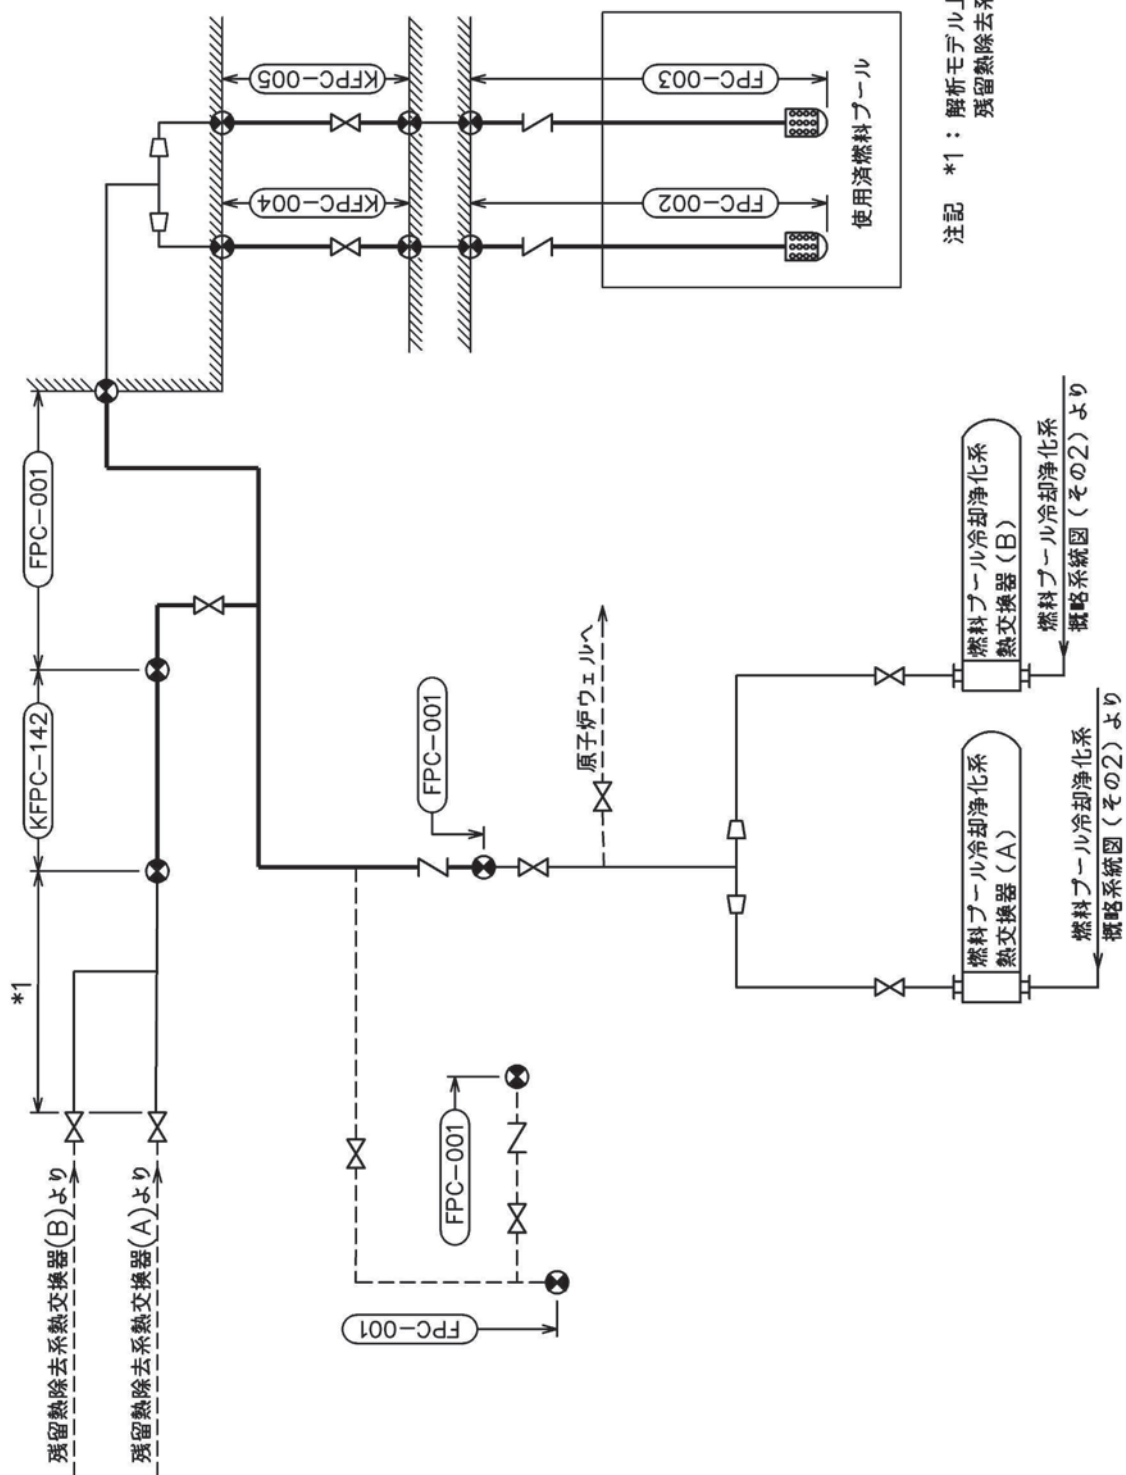 *1
KFPC-142
FPC-001
残留熱除去系熱交換器(B)より
残留熱除去系熱交換器(A)より
KFPC-004
KFPC-005
FPC-002
FPC-003
使用済燃料プール
FPC-001
FPC-001
FPC-001
原子炉ウェルへ
燃料プール冷却浄化系
熱交換器(A)
燃料プール冷却浄化系
熱交換器(B)
燃料プール冷却浄化系
概略系統図(その2)より
燃料プール冷却浄化系
概略系統図(その2)より
注記 *1:解析モデル上
残留熱除去系